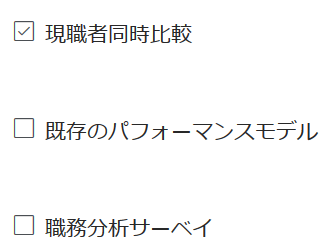 現職者同時比較
既存のパフォーマンスモデル
職務分析サーベイ